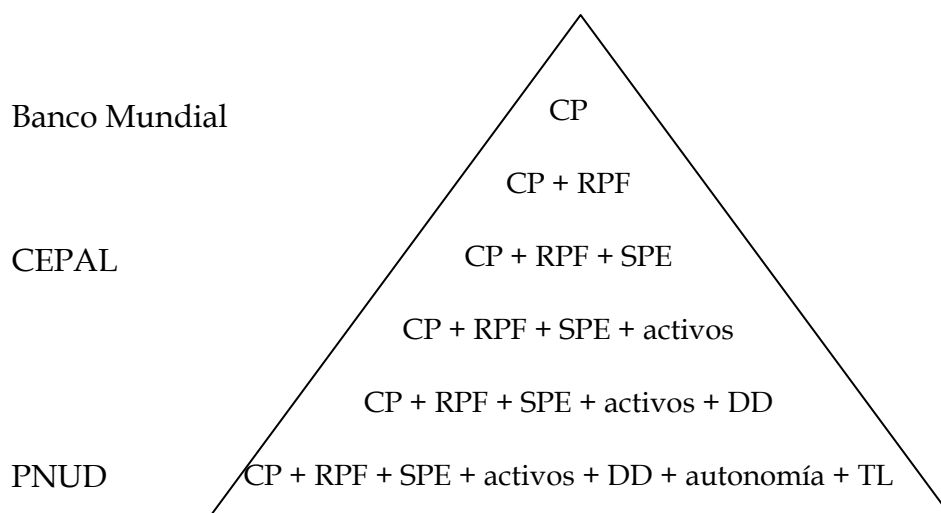 Banco Mundial CP
CP + RPF
CEPAL CP + RPF + SPE
CP + RPF + SPE + activos
CP + RPF + SPE + activos + DD
PNUD CP + RPF + SPE + activos + DD + autonomía + TL